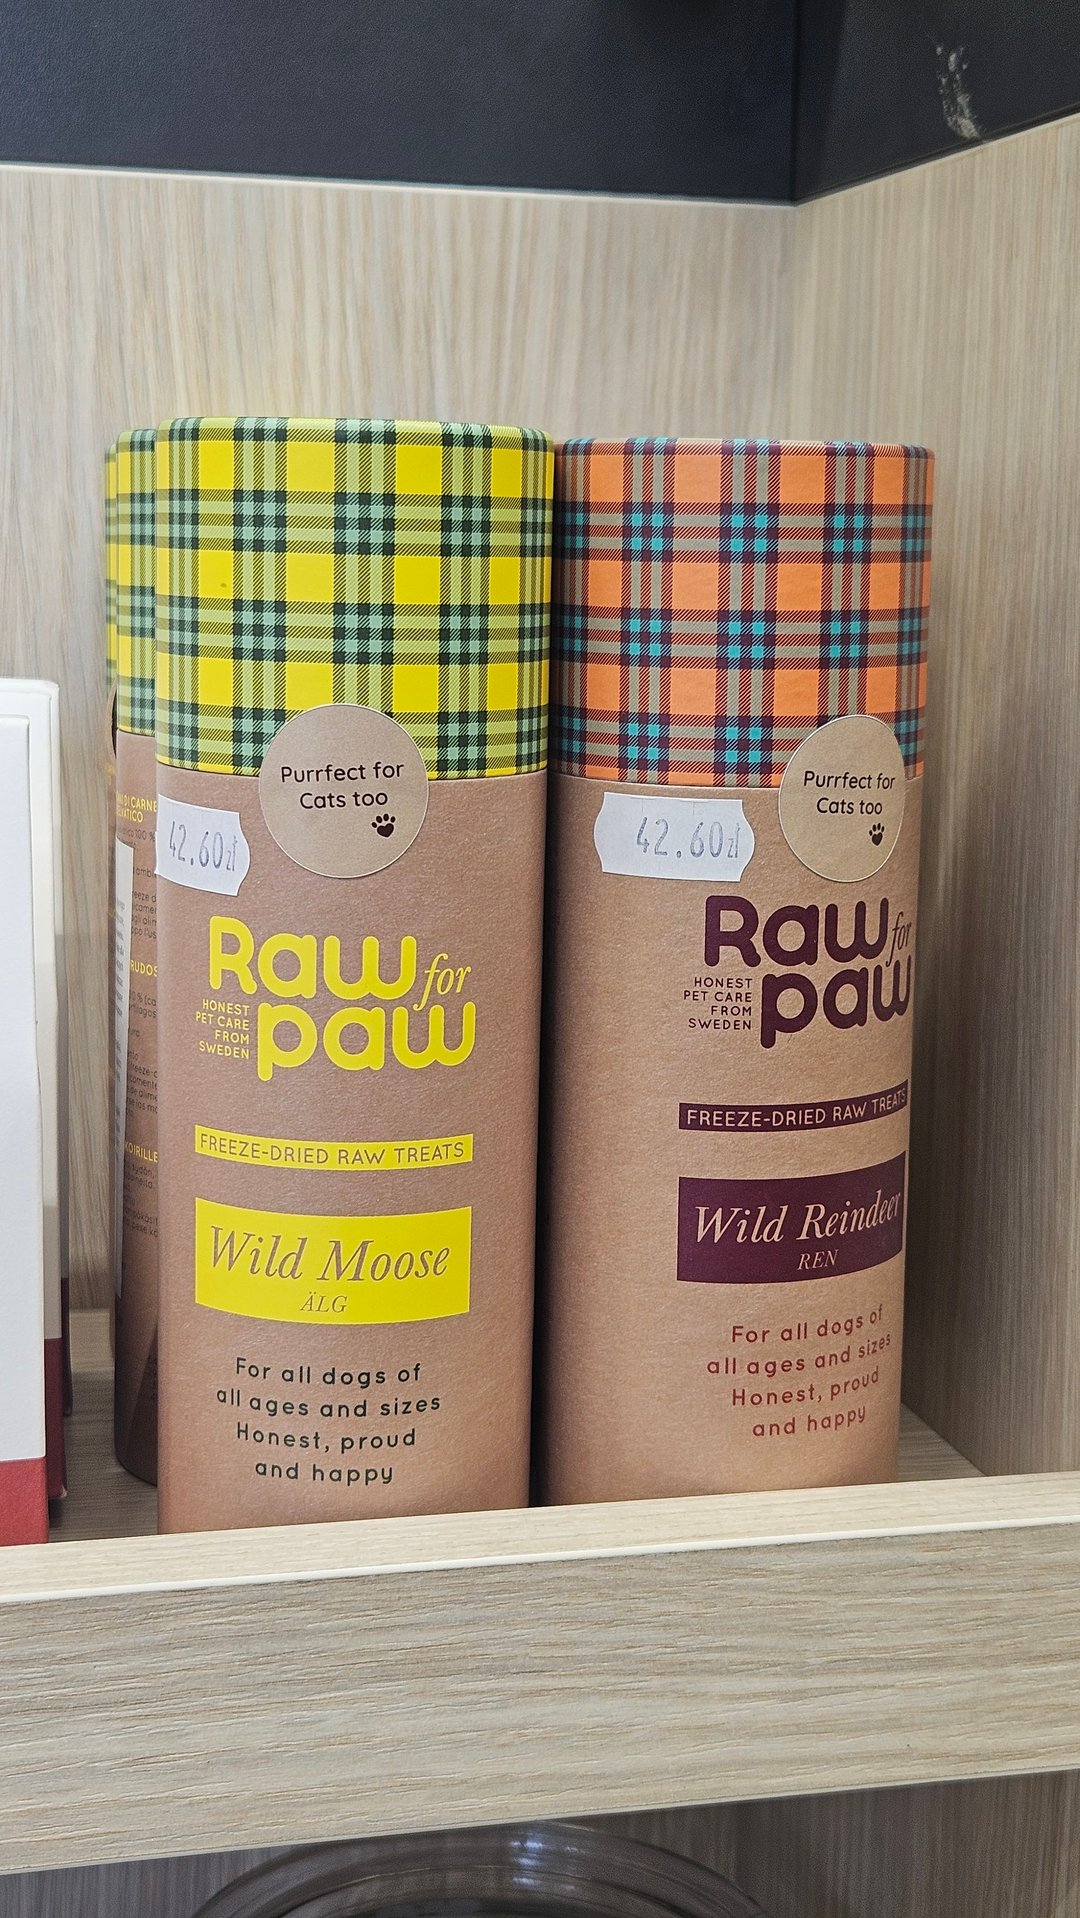 Purrfect for
Cats too
42.60zł
Raw for
paw
HONEST
PET CARE
FROM
SWEDEN
FREEZE-DRIED RAW TREATS
Wild Moose
ÄLG
For all dogs of
all ages and sizes
Honest, proud
and happy
Purrfect for
Cats too
42.60zł
Raw for
paw
HONEST
PET CARE
FROM
SWEDEN
FREEZE-DRIED RAW TREATS
Wild Reindeer
REN
For all dogs of
all ages and sizes
Honest, proud
and happy